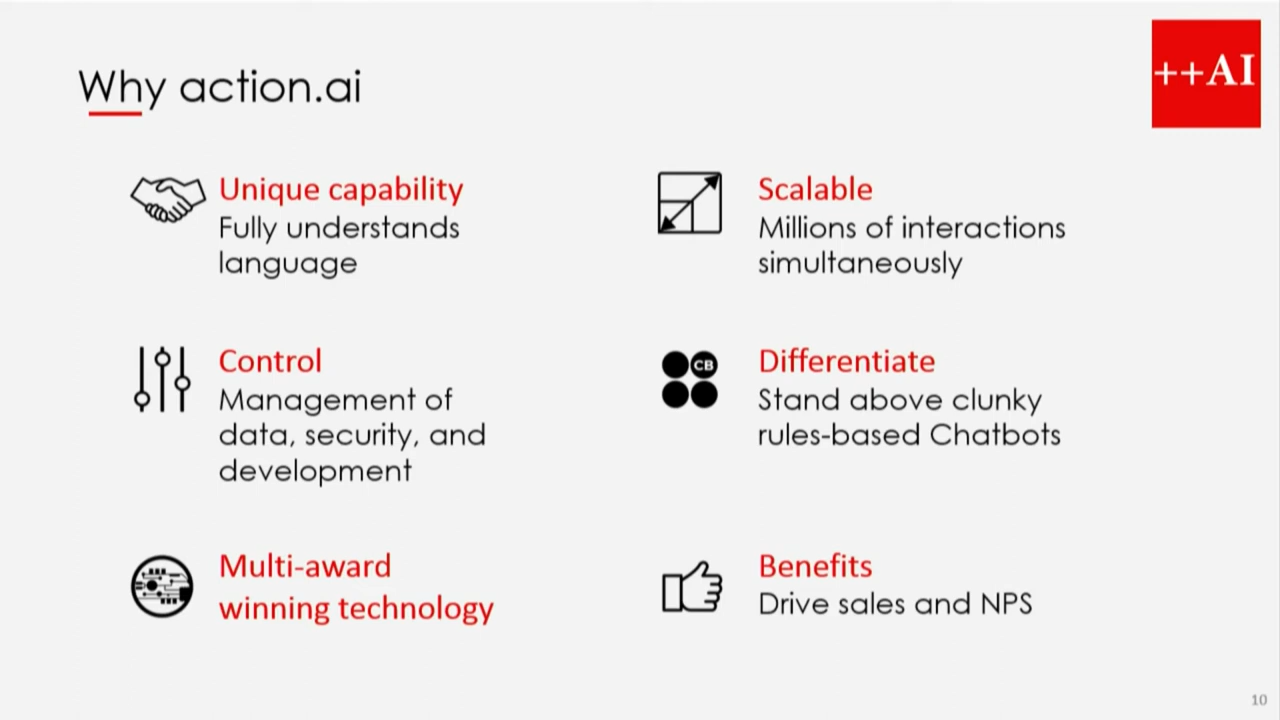 Why action.ai
++AI
Unique capability
Fully understands
language
Scalable
Millions of interactions
simultaneously
Control
Management of
data, security, and
development
CB
Differentiate
Stand above clunky
rules-based Chatbots
Multi-award
winning technology
Benefits
Drive sales and NPS
10